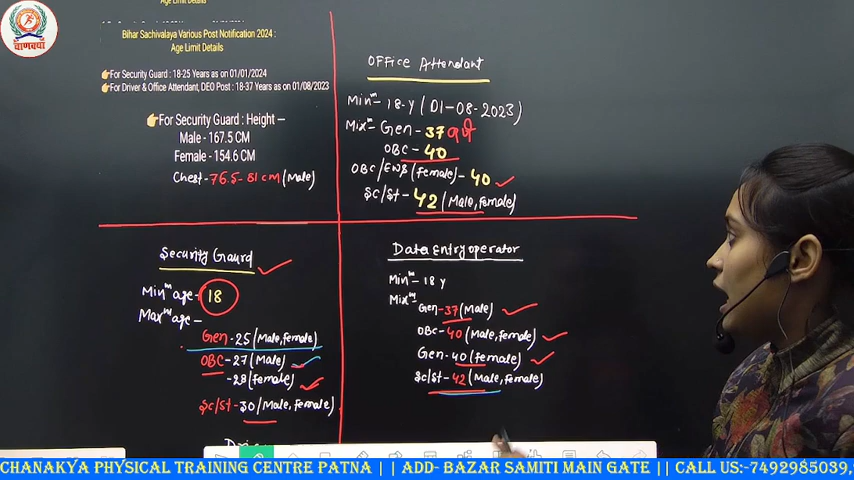 Age Limit Details
चाणक्या
Bihar Sachivalaya Various Post Notification 2024 :
Age Limit Details
For Security Guard : 18-25 Years as on 01/01/2024
For Driver & Office Attendant, DEO Post : 18-37 Years as on 01/08/2023
For Security Guard : Height —
Male - 167.5 CM
Female - 154.6 CM
Chest - 76.5 - 81 cm (Male)
Office Attendant
Minᵐ - 18-y (01-08-2023)
Mixᵐ - Gen - 37 वर्ष
OBC - 40
OBC/EWS (Female) - 40
SC/St - 42 (Male, Female)
Security Gaurd
Minᵐ age - 18
Maxᵐ age -
Gen - 25 (Male, Female)
OBC - 27 (Male)
- 28 (Female)
SC/St - 30 (Male, Female)
Data Entry operator
Minᵐ - 18 y
Mixᵐ -
Gen - 37 (Male)
OBC - 40 (Male, Female)
Gen - 40 (Female)
SC/St - 42 (Male, Female)
CHANAKYA PHYSICAL TRAINING CENTRE PATNA || ADD- BAZAR SAMITI MAIN GATE || CALL US:-7492985039,